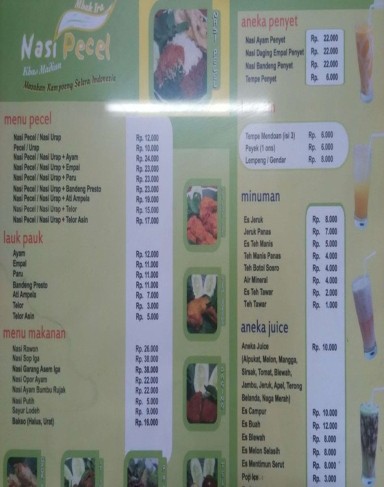 Mbak Ira
Nasi Pecel
Khas Madiun
Masakan Kampoeng Selera Indonesia
menu pecel
Nasi Pecel / Nasi Urap Rp. 12,000
Pecel / Urap Rp. 10,000
Nasi Pecel / Nasi Urap + Ayam Rp. 24,000
Nasi Pecel / Nasi Urap + Empal Rp. 23,000
Nasi Pecel / Nasi Urap + Paru Rp. 23,000
Nasi Pecel / Nasi Urap + Bandeng Presto Rp. 23,000
Nasi Pecel / Nasi Urap + Ati Ampela Rp. 19,000
Nasi Pecel / Nasi Urap + Telor Rp. 15,000
Nasi Pecel / Nasi Urap + Telor Asin Rp. 17,000
lauk pauk
Ayam Rp. 12,000
Empal Rp. 11,000
Paru Rp. 11,000
Bandeng Presto Rp. 11,000
Ati Ampela Rp. 7,000
Telor Rp. 3,000
Telor Asin Rp. 5,000
menu makanan
Nasi Rawon Rp. 26,000
Nasi Sop Iga Rp. 38,000
Nasi Garang Asem Iga Rp. 38,000
Nasi Opor Ayam Rp. 22,000
Nasi Ayam Bumbu Rujak Rp. 22,000
Nasi Putih Rp. 5,000
Sayur Lodeh Rp. 9,000
Bakso (Halus, Urat) Rp. 16,000
aneka penyet
Nasi Ayam Penyet Rp. 22,000
Nasi Daging Empal Penyet Rp. 22,000
Nasi Bandeng Penyet Rp. 22,000
Tempe Penyet Rp. 6,000
Tempe Mendoan (isi 3) Rp. 6,000
Peyek (1 ons) Rp. 6,000
Lempeng / Gendar Rp. 5,000
minuman
Es Jeruk Rp. 8,000
Jeruk Panas Rp. 7,000
Es Teh Manis Rp. 5,000
Teh Manis Panas Rp. 4,000
Teh Botol Sosro Rp. 4,000
Air Mineral Rp. 4,000
Es Teh Tawar Rp. 2,000
Teh Tawar Rp. 1,000
aneka juice
Aneka Juice Rp. 10,000
(Alpukat, Melon, Mangga,
Sirsak, Tomat, Blewah,
Jambu, Jeruk, Apel, Terong
Belanda, Naga Merah)
Es Campur Rp. 10,000
Es Buah Rp. 12,000
Es Blewah Rp. 8,000
Es Melon Selasih Rp. 8,000
Es Mentimun Serut Rp. 8,000
Rp. 3,000